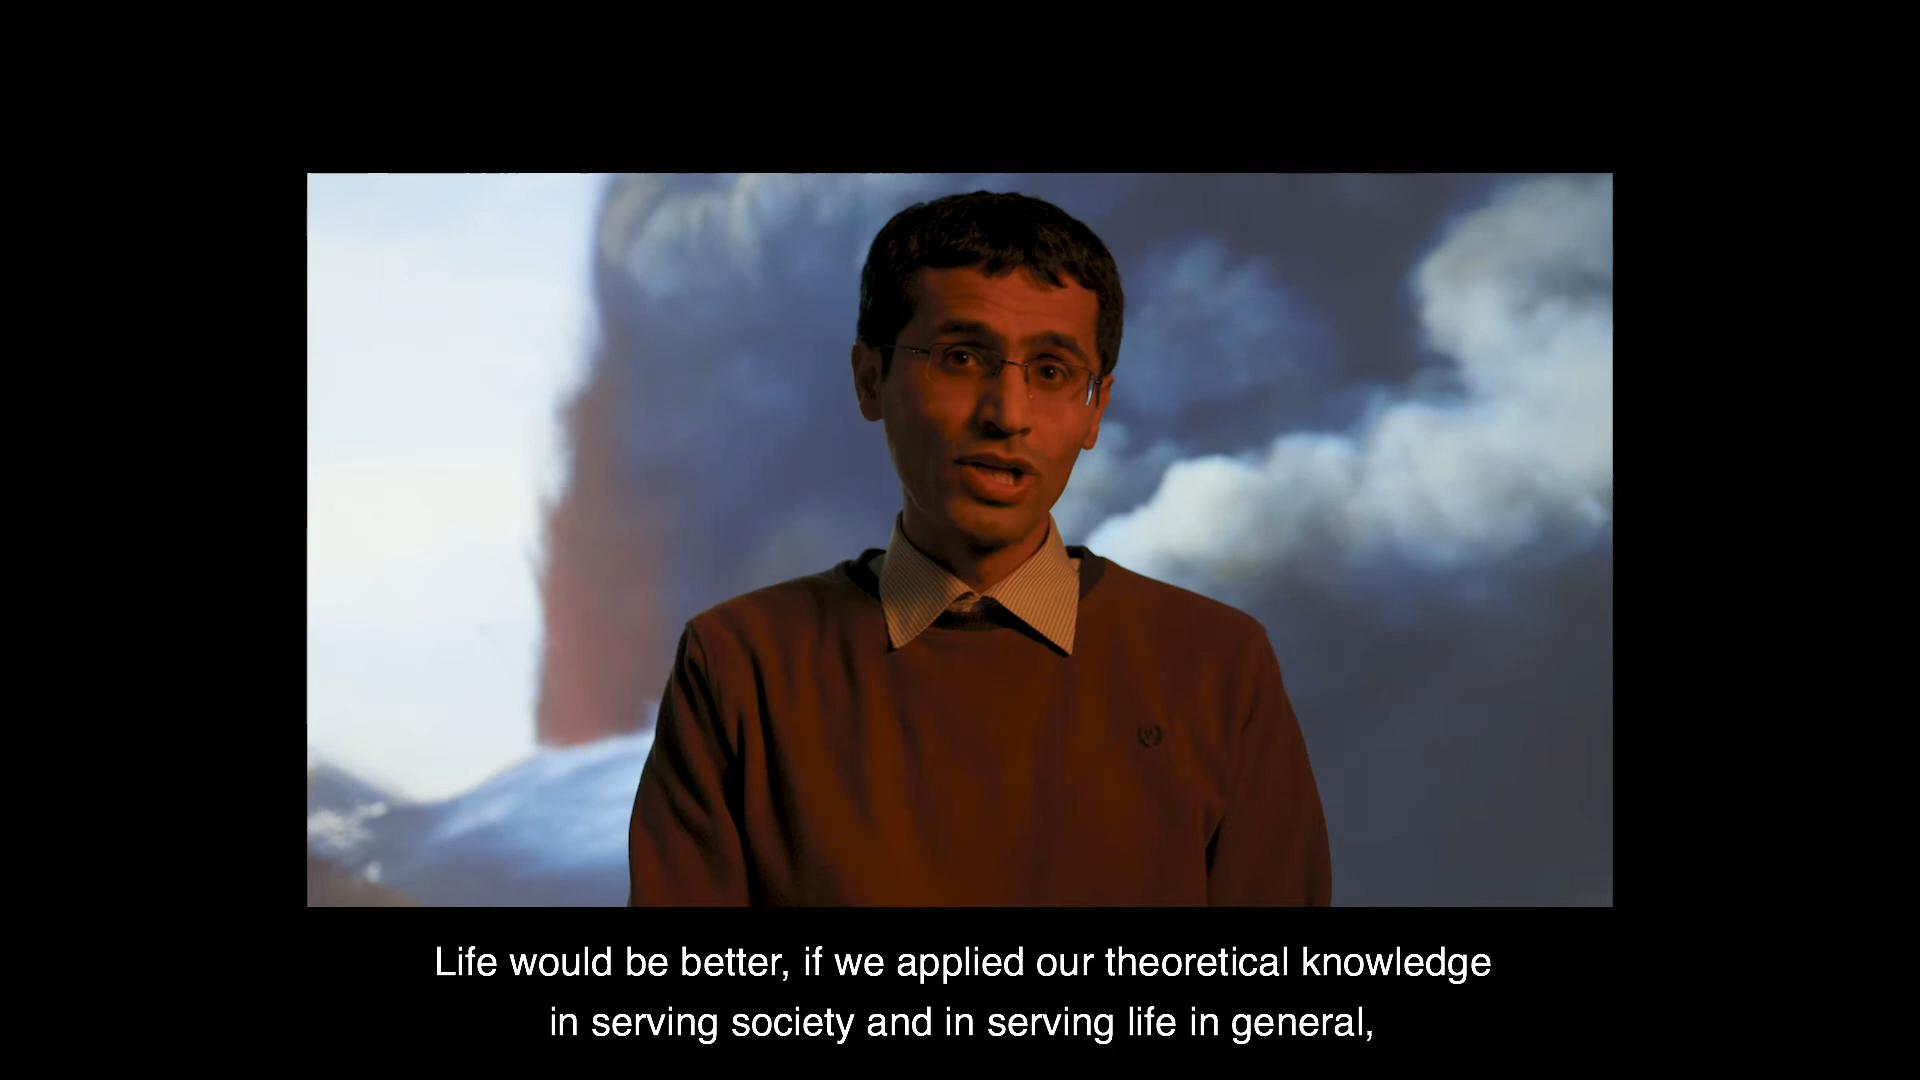 Life would be better, if we applied our theoretical knowledge
in serving society and in serving life in general,